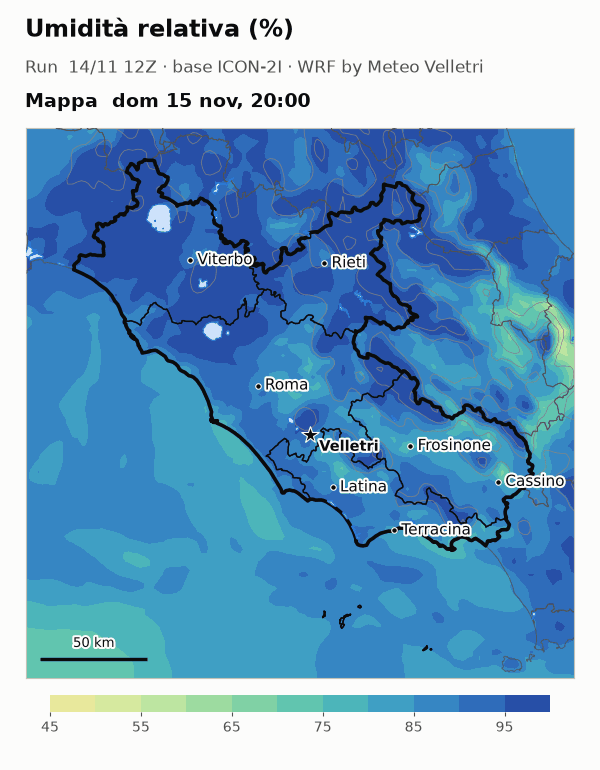 Umidità relativa (%)
Run  14/11 12Z · base ICON-2I · WRF by Meteo Velletri
Mappa  dom 15 nov, 20:00
Viterbo
Rieti
Roma
Velletri
Frosinone
Cassino
Latina
Terracina
50 km
45 55 65 75 85 95